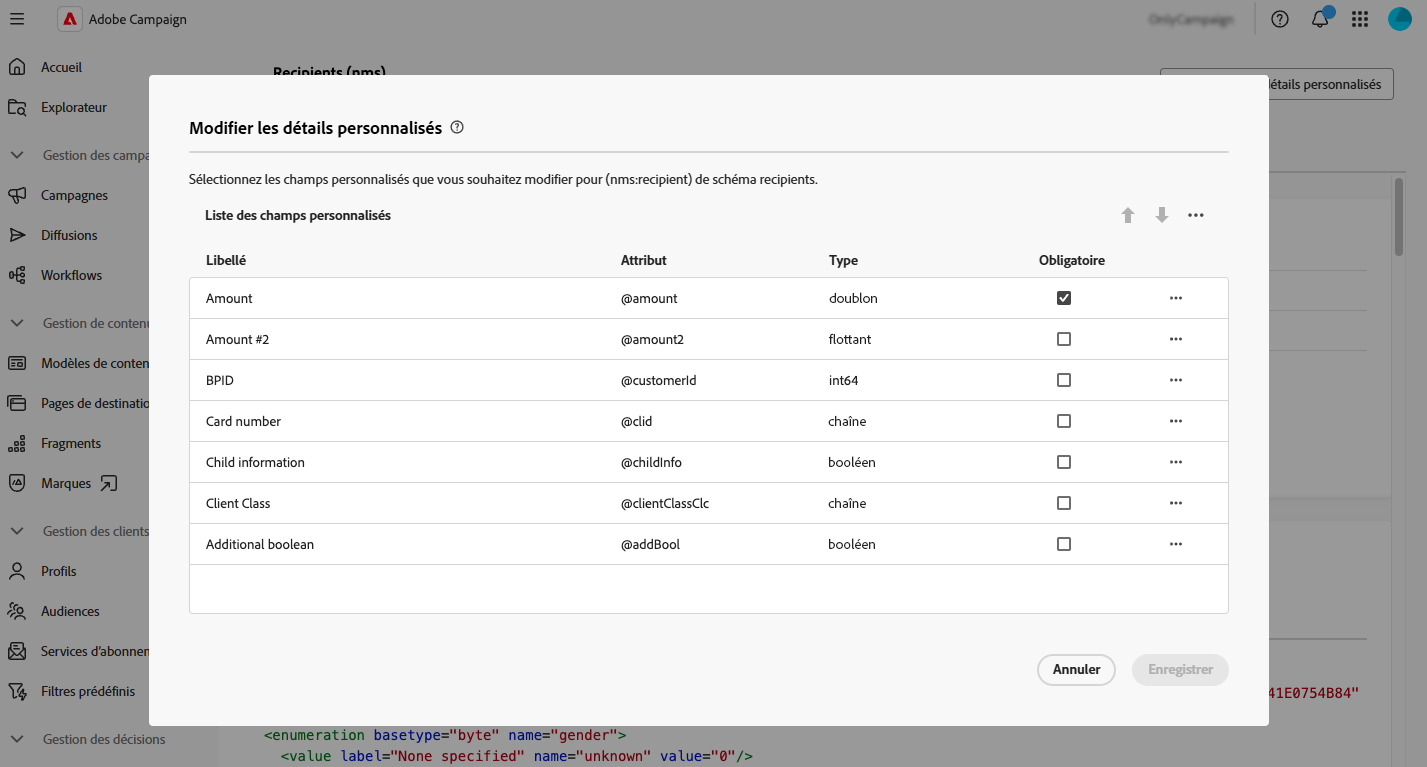 Adobe Campaign
Accueil
Explorateur
Gestion des campa
Campagnes
Diffusions
Workflows
Gestion de contenu
Modèles de conten
Pages de destinatio
Fragments
Marques
Gestion des clients
Profils
Audiences
Services d'abonnem
Filtres prédéfinis
Gestion des décisions
Recipients (nms)
détails personnalisés
Modifier les détails personnalisés
Sélectionnez les champs personnalisés que vous souhaitez modifier pour (nms:recipient) de schéma recipients.
Liste des champs personnalisés
Libellé Attribut Type Obligatoire
Amount @amount doublon
Amount #2 @amount2 flottant
BPID @customerId int64
Card number @clid chaîne
Child information @childInfo booléen
Client Class @clientClassClc chaîne
Additional boolean @addBool booléen
Annuler Enregistrer
41E0754B84"
<enumeration basetype="byte" name="gender">
<value label="None specified" name="unknown" value="0"/>